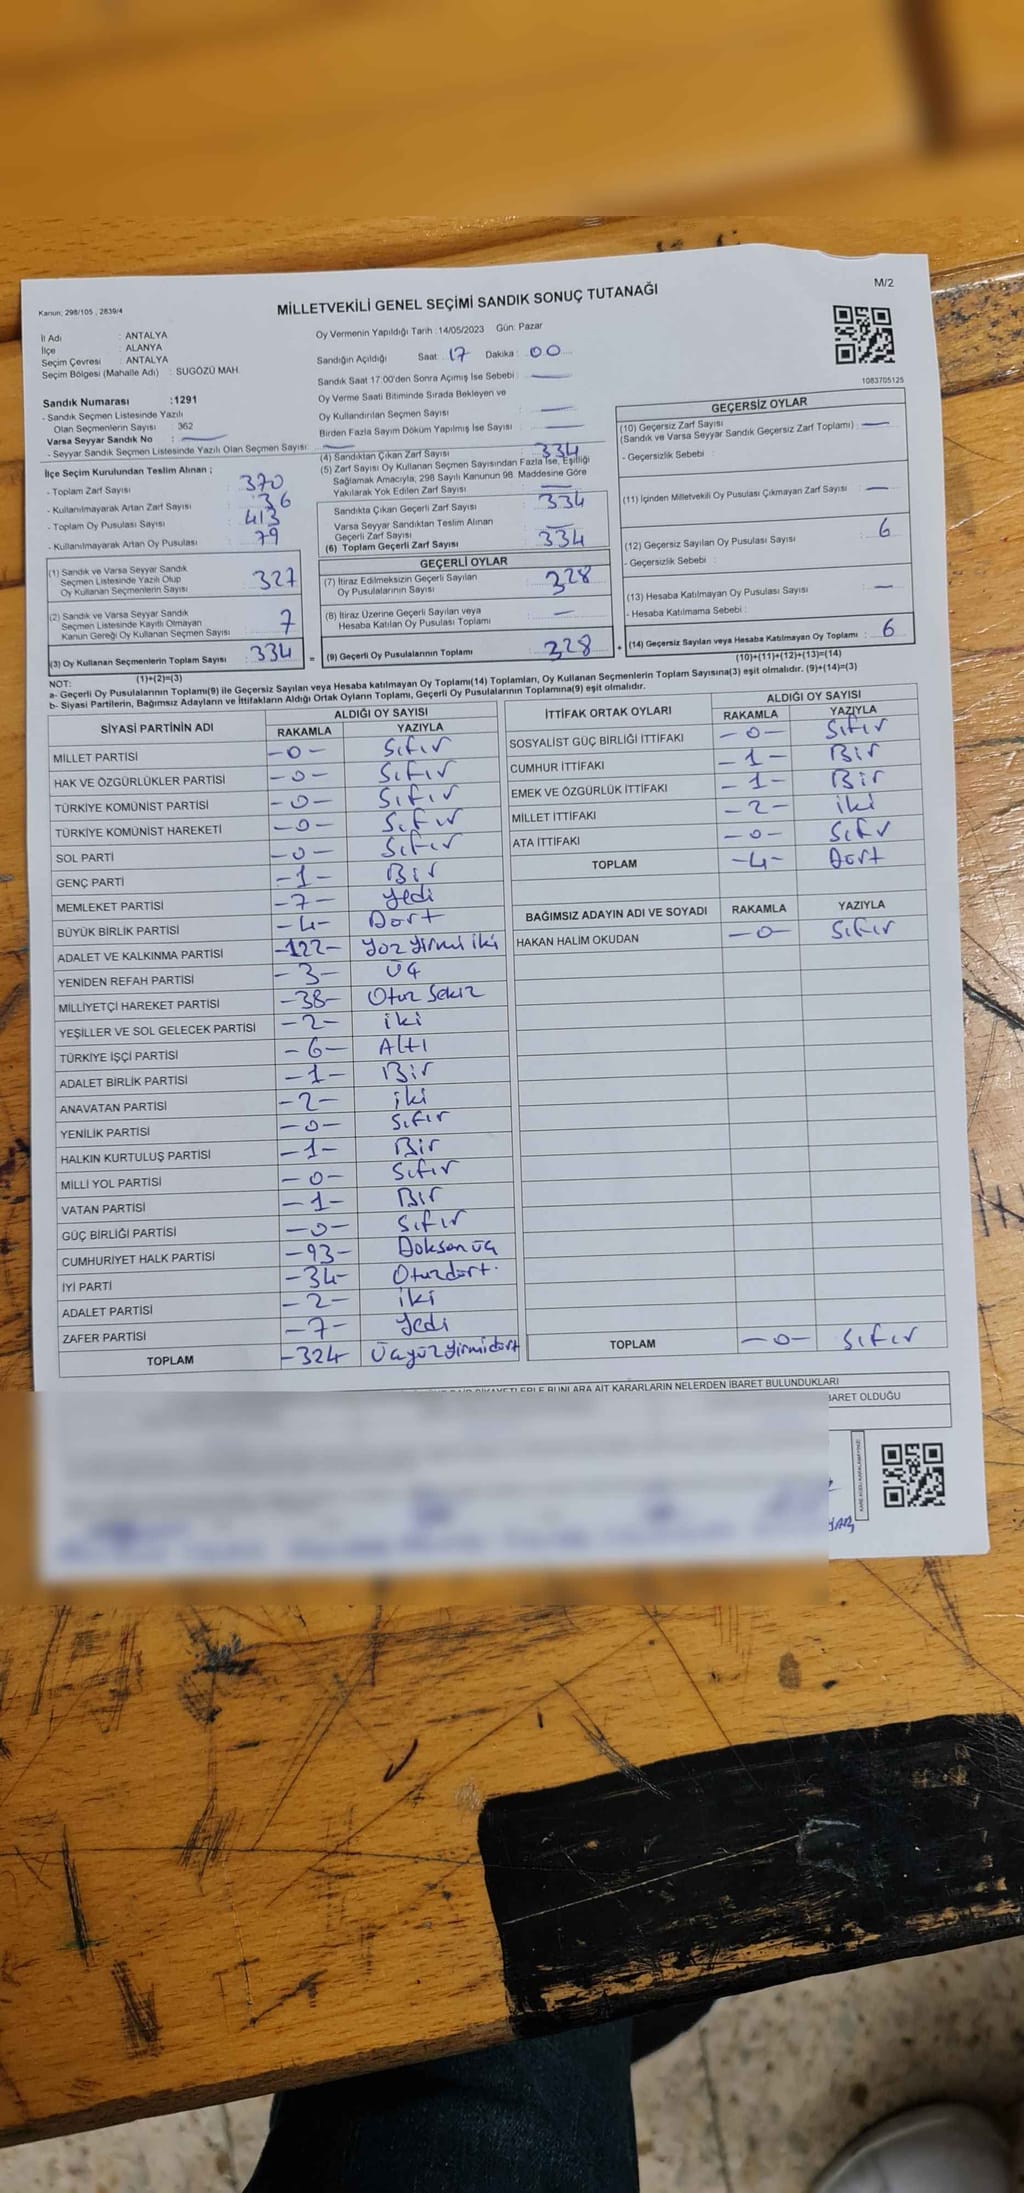 M/2
Kanun; 298/105 , 2839/4
MİLLETVEKİLİ GENEL SEÇİMİ SANDIK SONUÇ TUTANAĞI
İl Adı : ANTALYA
İlçe : ALANYA
Seçim Çevresi : ANTALYA
Seçim Bölgesi (Mahalle Adı) : SUGÖZÜ MAH.
Sandık Numarası :1291
- Sandık Seçmen Listesinde Yazılı
Olan Seçmenlerin Sayısı : 362
Varsa Seyyar Sandık No :
- Seyyar Sandık Seçmen Listesinde Yazılı Olan Seçmen Sayısı:
Oy Vermenin Yapıldığı Tarih :14/05/2023 Gün: Pazar
Sandığın Açıldığı Saat : 17 Dakika : 00
Sandık Saat 17:00'den Sonra Açımış İse Sebebi :
Oy Verme Saati Bitiminde Sırada Bekleyen ve
Oy Kullandırılan Seçmen Sayısı :
Birden Fazla Sayım Döküm Yapılmış İse Sayısı :
1083705125
İlçe Seçim Kurulundan Teslim Alınan ;
- Toplam Zarf Sayısı : 370
- Kullanılmayarak Artan Zarf Sayısı : 36
- Toplam Oy Pusulası Sayısı : 413
- Kullanılmayarak Artan Oy Pusulası : 79
(4) Sandıktan Çıkan Zarf Sayısı : 334
(5) Zarf Sayısı Oy Kullanan Seçmen Sayısından Fazla İse, Eşitliği
Sağlamak Amacıyla, 298 Sayılı Kanunun 98. Maddesine Göre
Yakılarak Yok Edilen Zarf Sayısı :
Sandıkta Çıkan Geçerli Zarf Sayısı : 334
Varsa Seyyar Sandıktan Teslim Alınan
Geçerli Zarf Sayısı :
(6) Toplam Geçerli Zarf Sayısı : 334
GEÇERSİZ OYLAR
(10) Geçersiz Zarf Sayısı
(Sandık ve Varsa Seyyar Sandık Geçersiz Zarf Toplamı) :
- Geçersizlik Sebebi :
(11) İçinden Milletvekili Oy Pusulası Çıkmayan Zarf Sayısı :
(12) Geçersiz Sayılan Oy Pusulası Sayısı : 6
- Geçersizlik Sebebi :
(13) Hesaba Katılmayan Oy Pusulası Sayısı :
- Hesaba Katılmama Sebebi :
(14) Geçersiz Sayılan veya Hesaba Katılmayan Oy Toplamı : 6
(10)+(11)+(12)+(13)=(14)
(1) Sandık ve Varsa Seyyar Sandık
Seçmen Listesinde Yazılı Olup
Oy Kullanan Seçmenlerin Sayısı : 327
(2) Sandık ve Varsa Seyyar Sandık
Seçmen Listesinde Kayıtlı Olmayan
Kanun Gereği Oy Kullanan Seçmen Sayısı : 7
(3) Oy Kullanan Seçmenlerin Toplam Sayısı : 334
(1)+(2)=(3)
GEÇERLİ OYLAR
(7) İtiraz Edilmeksizin Geçerli Sayılan
Oy Pusulalarının Sayısı : 328
(8) İtiraz Üzerine Geçerli Sayılan veya
Hesaba Katılan Oy Pusulası Toplamı :
= (9) Geçerli Oy Pusulalarının Toplamı : 328 +
NOT:
a- Geçerli Oy Pusulalarının Toplamı(9) ile Geçersiz Sayılan veya Hesaba katılmayan Oy Toplamı(14) Toplamları, Oy Kullanan Seçmenlerin Toplam Sayısına(3) eşit olmalıdır. (9)+(14)=(3)
b- Siyasi Partilerin, Bağımsız Adayların ve İttifakların Aldığı Ortak Oyların Toplamı, Geçerli Oy Pusulalarının Toplamına(9) eşit olmalıdır.
SİYASİ PARTİNİN ADI ALDIĞI OY SAYISI
RAKAMLA YAZIYLA
MİLLET PARTİSİ -0- Sıfır
HAK VE ÖZGÜRLÜKLER PARTİSİ -0- Sıfır
TÜRKİYE KOMÜNİST PARTİSİ -0- Sıfır
TÜRKİYE KOMÜNİST HAREKETİ -0- Sıfır
SOL PARTİ -0- Sıfır
GENÇ PARTİ -1- Bir
MEMLEKET PARTİSİ -7- Yedi
BÜYÜK BİRLİK PARTİSİ -4- Dört
ADALET VE KALKINMA PARTİSİ -122- Yüz Yirmi iki
YENİDEN REFAH PARTİSİ -3- Üç
MİLLİYETÇİ HAREKET PARTİSİ -38- Otuz Sekiz
YEŞİLLER VE SOL GELECEK PARTİSİ -2- iki
TÜRKİYE İŞÇİ PARTİSİ -6- Altı
ADALET BİRLİK PARTİSİ -1- Bir
ANAVATAN PARTİSİ -2- iki
YENİLİK PARTİSİ -0- Sıfır
HALKIN KURTULUŞ PARTİSİ -1- Bir
MİLLİ YOL PARTİSİ -0- Sıfır
VATAN PARTİSİ -1- Bir
GÜÇ BİRLİĞİ PARTİSİ -0- Sıfır
CUMHURİYET HALK PARTİSİ -93- Doksan üç
İYİ PARTİ -34- Otuzdört.
ADALET PARTİSİ -2- iki
ZAFER PARTİSİ -7- Yedi
TOPLAM -324- Üçyüz yirmidört
İTTİFAK ORTAK OYLARI ALDIĞI OY SAYISI
RAKAMLA YAZIYLA
SOSYALİST GÜÇ BİRLİĞİ İTTİFAKI -0- Sıfır
CUMHUR İTTİFAKI -1- Bir
EMEK VE ÖZGÜRLÜK İTTİFAKI -1- Bir
MİLLET İTTİFAKI -2- iki
ATA İTTİFAKI -0- Sıfır
TOPLAM -4- Dört
BAĞIMSIZ ADAYIN ADI VE SOYADI RAKAMLA YAZIYLA
HAKAN HALİM OKUDAN -0- Sıfır
TOPLAM -0- Sıfır
BUNLARA AİT KARARLARIN NELERDEN İBARET BULUNDUKLARI
İBARET OLDUĞU